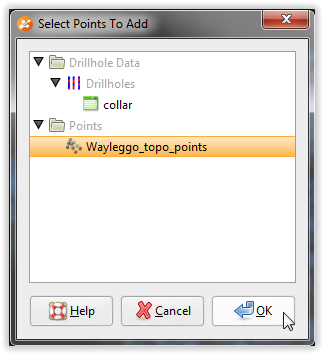 Select Points To Add
Drillhole Data
Drillholes
collar
Points
Wayleggo_topo_points
Help
Cancel
OK